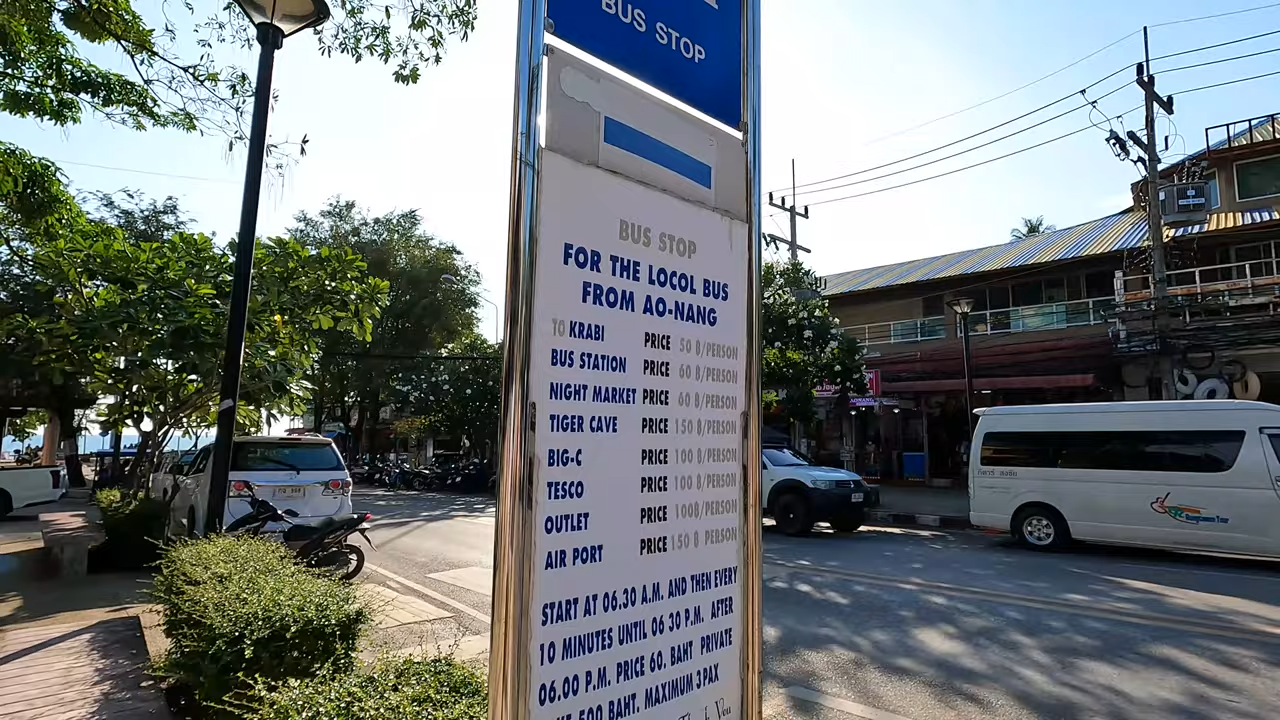 BUS STOP
BUS STOP
FOR THE LOCOL BUS
FROM AO-NANG
TO KRABI PRICE 50 ฿/PERSON
BUS STATION PRICE 60 ฿/PERSON
NIGHT MARKET PRICE 60 ฿/PERSON
TIGER CAVE PRICE 150 ฿/PERSON
BIG-C PRICE 100 ฿/PERSON
TESCO PRICE 100 ฿/PERSON
OUTLET PRICE 100฿/PERSON
AIR PORT PRICE 150 ฿ /PERSON
START AT 06.30 A.M. AND THEN EVERY
10 MINUTES UNTIL 06 30 P.M. AFTER
06.00 P.M. PRICE 60. BAHT PRIVATE
500 BAHT. MAXIMUM 3PAX